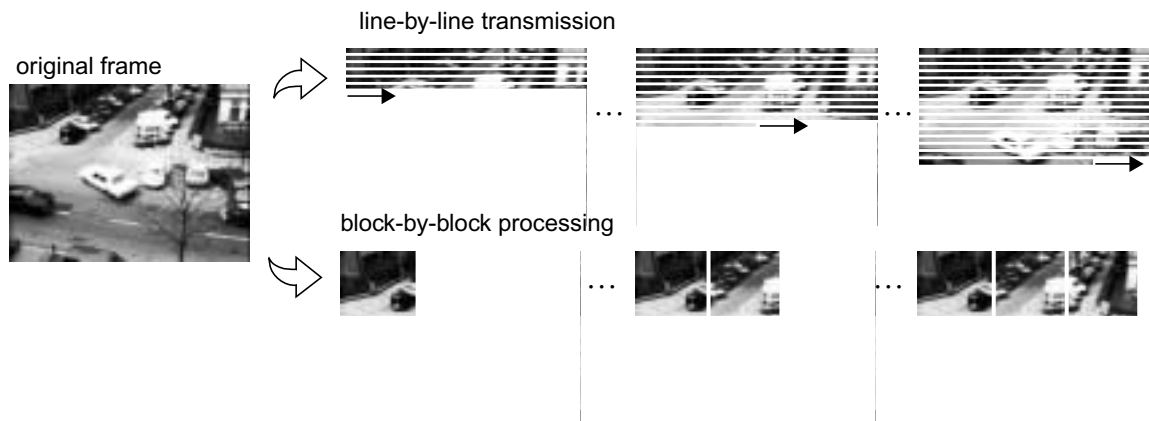 line-by-line transmission
original frame
...
...
block-by-block processing
...
...